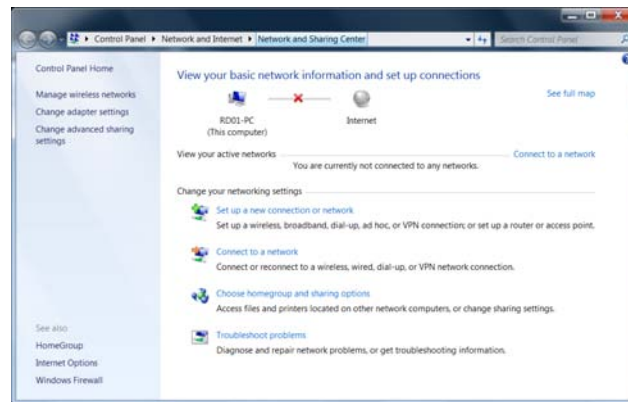 Control Panel ▸ Network and Internet ▸ Network and Sharing Center
Search Control Panel
Control Panel Home
Manage wireless networks
Change adapter settings
Change advanced sharing
settings
View your basic network information and set up connections
See full map
RD01-PC
(This computer)
Internet
View your active networks
Connect to a network
You are currently not connected to any networks.
Change your networking settings
Set up a new connection or network
Set up a wireless, broadband, dial-up, ad hoc, or VPN connection; or set up a router or access point.
Connect to a network
Connect or reconnect to a wireless, wired, dial-up, or VPN network connection.
Choose homegroup and sharing options
Access files and printers located on other network computers, or change sharing settings.
Troubleshoot problems
Diagnose and repair network problems, or get troubleshooting information.
See also
HomeGroup
Internet Options
Windows Firewall